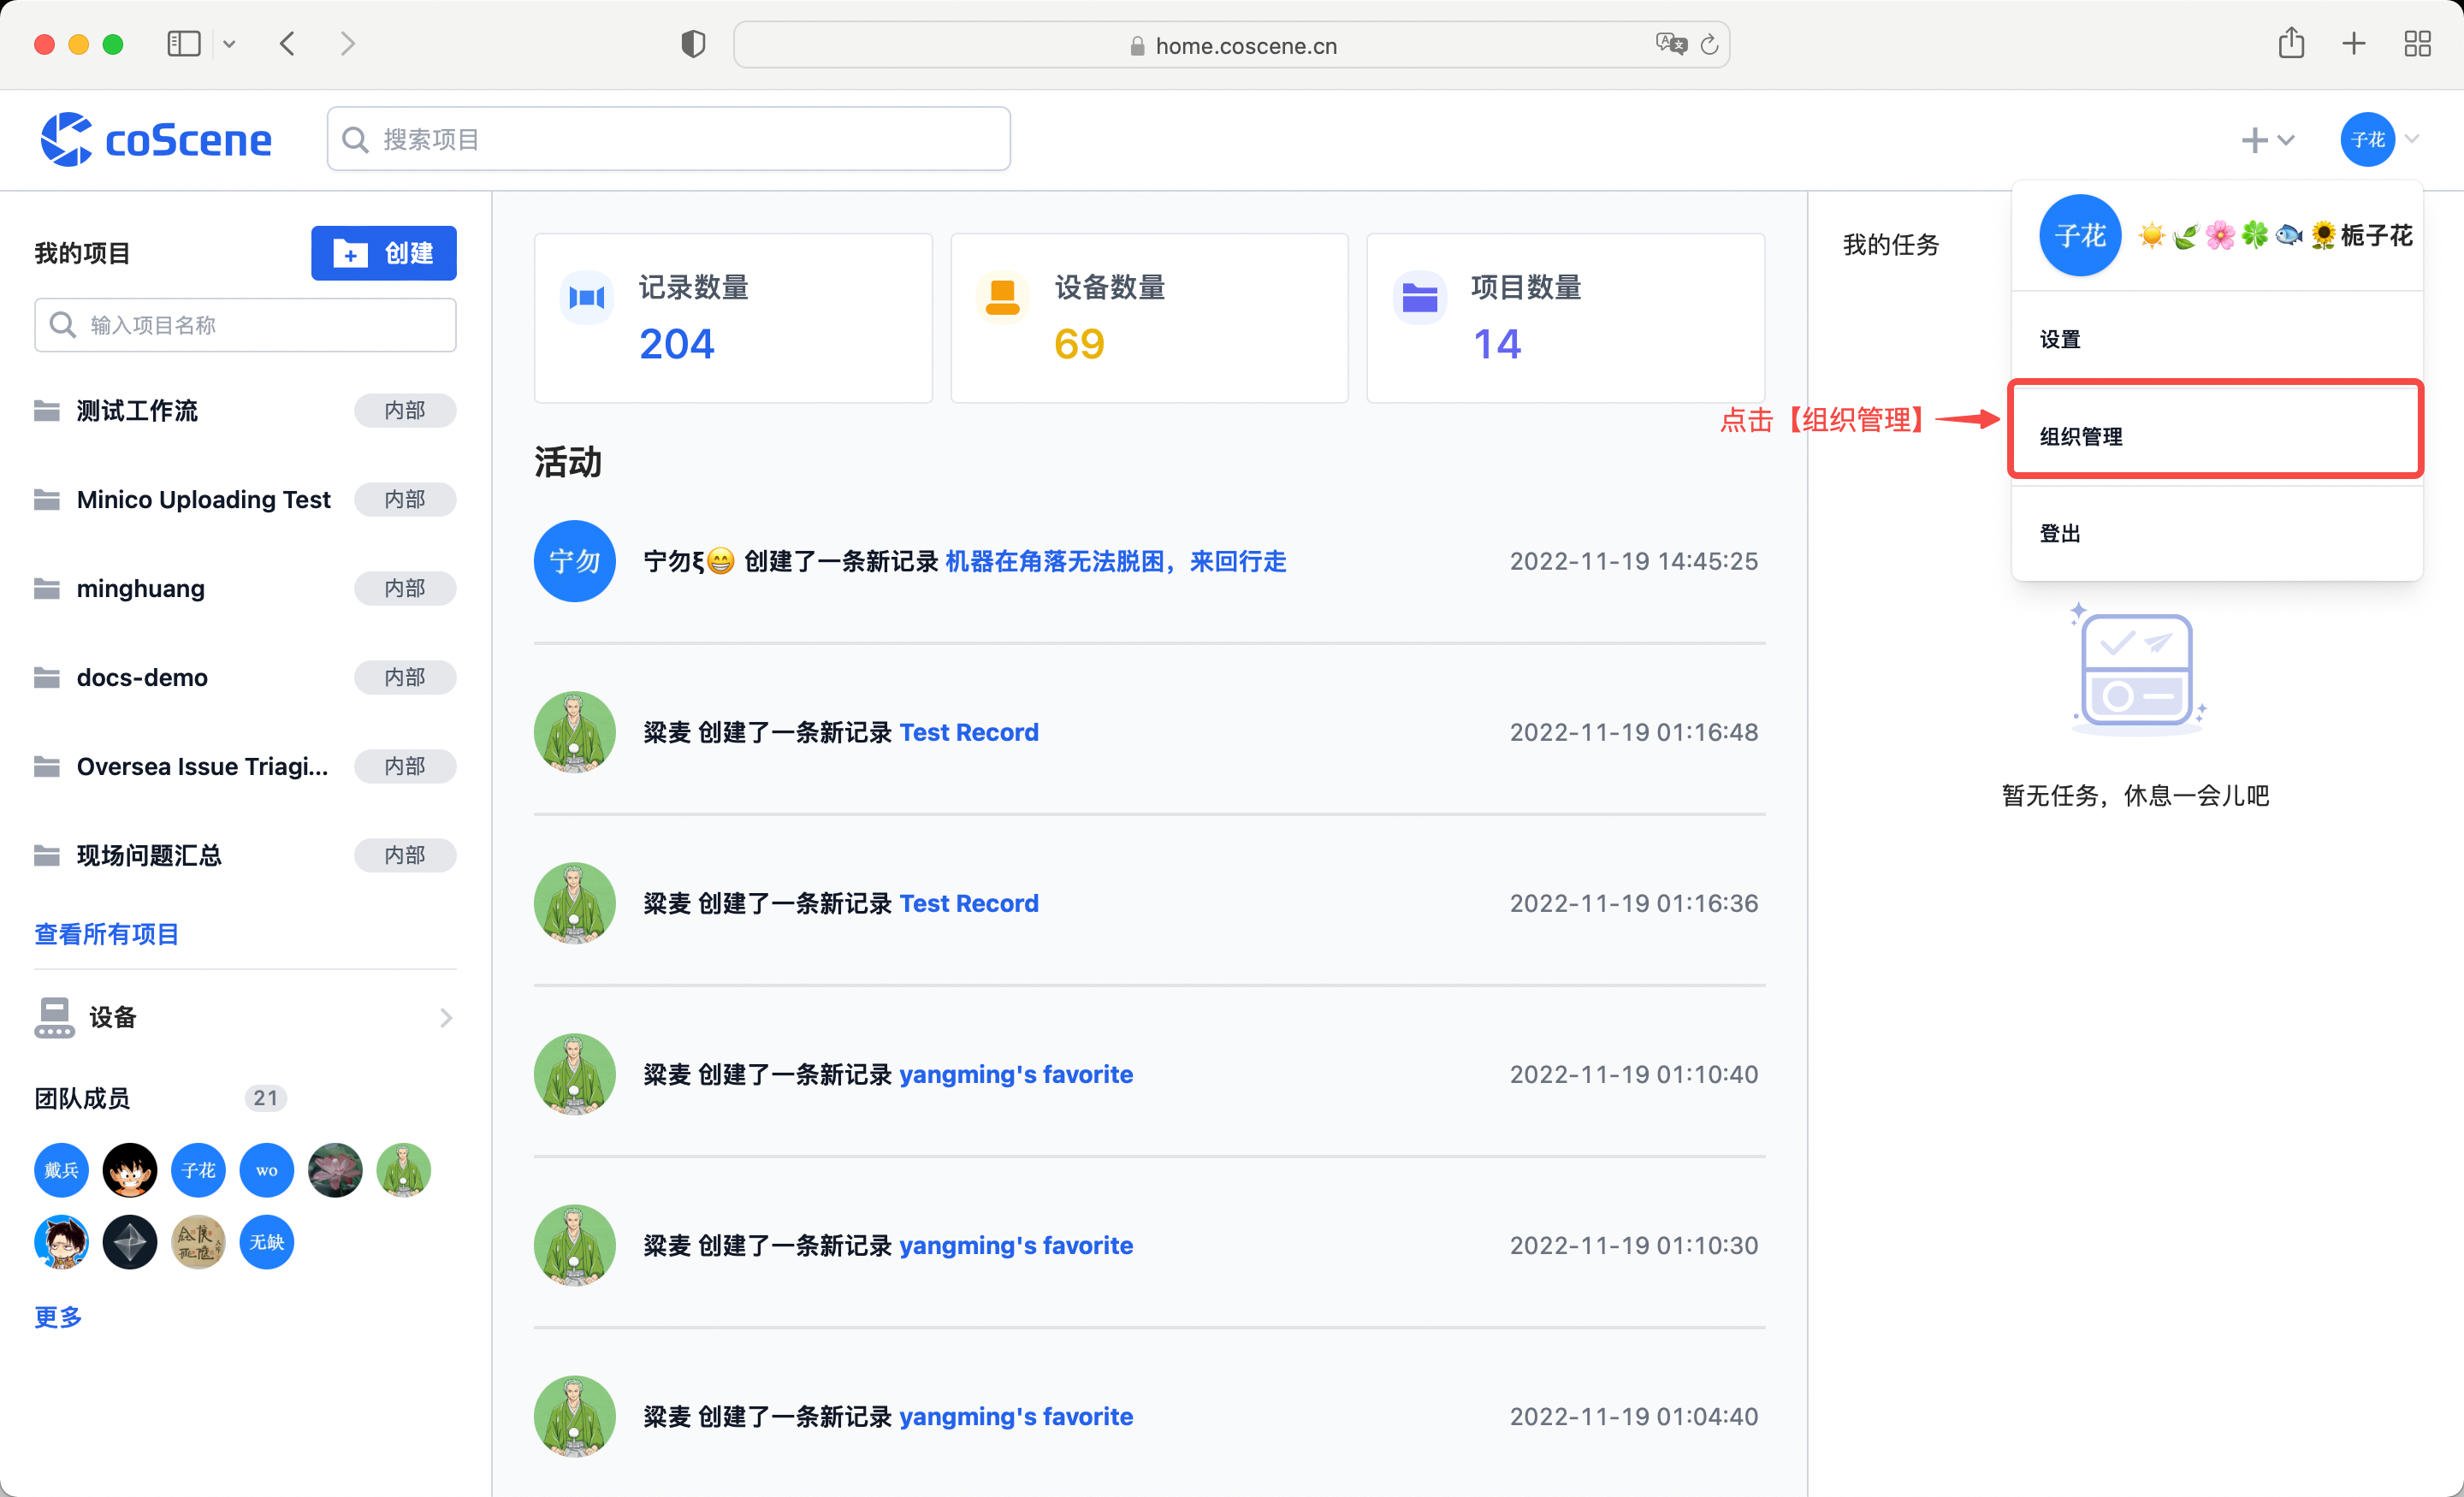 home.coscene.cn
coScene
搜索项目
子花
我的项目
创建
输入项目名称
测试工作流 内部
Minico Uploading Test 内部
minghuang 内部
docs-demo 内部
Oversea Issue Triagi... 内部
现场问题汇总 内部
查看所有项目
设备
团队成员 21
戴兵
子花
wo
无缺
更多
记录数量
204
设备数量
69
项目数量
14
活动
宁勿
宁勿ξ😁 创建了一条新记录 机器在角落无法脱困，来回行走 2022-11-19 14:45:25
粱麦 创建了一条新记录 Test Record 2022-11-19 01:16:48
粱麦 创建了一条新记录 Test Record 2022-11-19 01:16:36
粱麦 创建了一条新记录 yangming's favorite 2022-11-19 01:10:40
粱麦 创建了一条新记录 yangming's favorite 2022-11-19 01:10:30
粱麦 创建了一条新记录 yangming's favorite 2022-11-19 01:04:40
我的任务
子花 ☀️🍃🌸🍀🐟🌻栀子花
设置
点击【组织管理】
组织管理
登出
暂无任务，休息一会儿吧